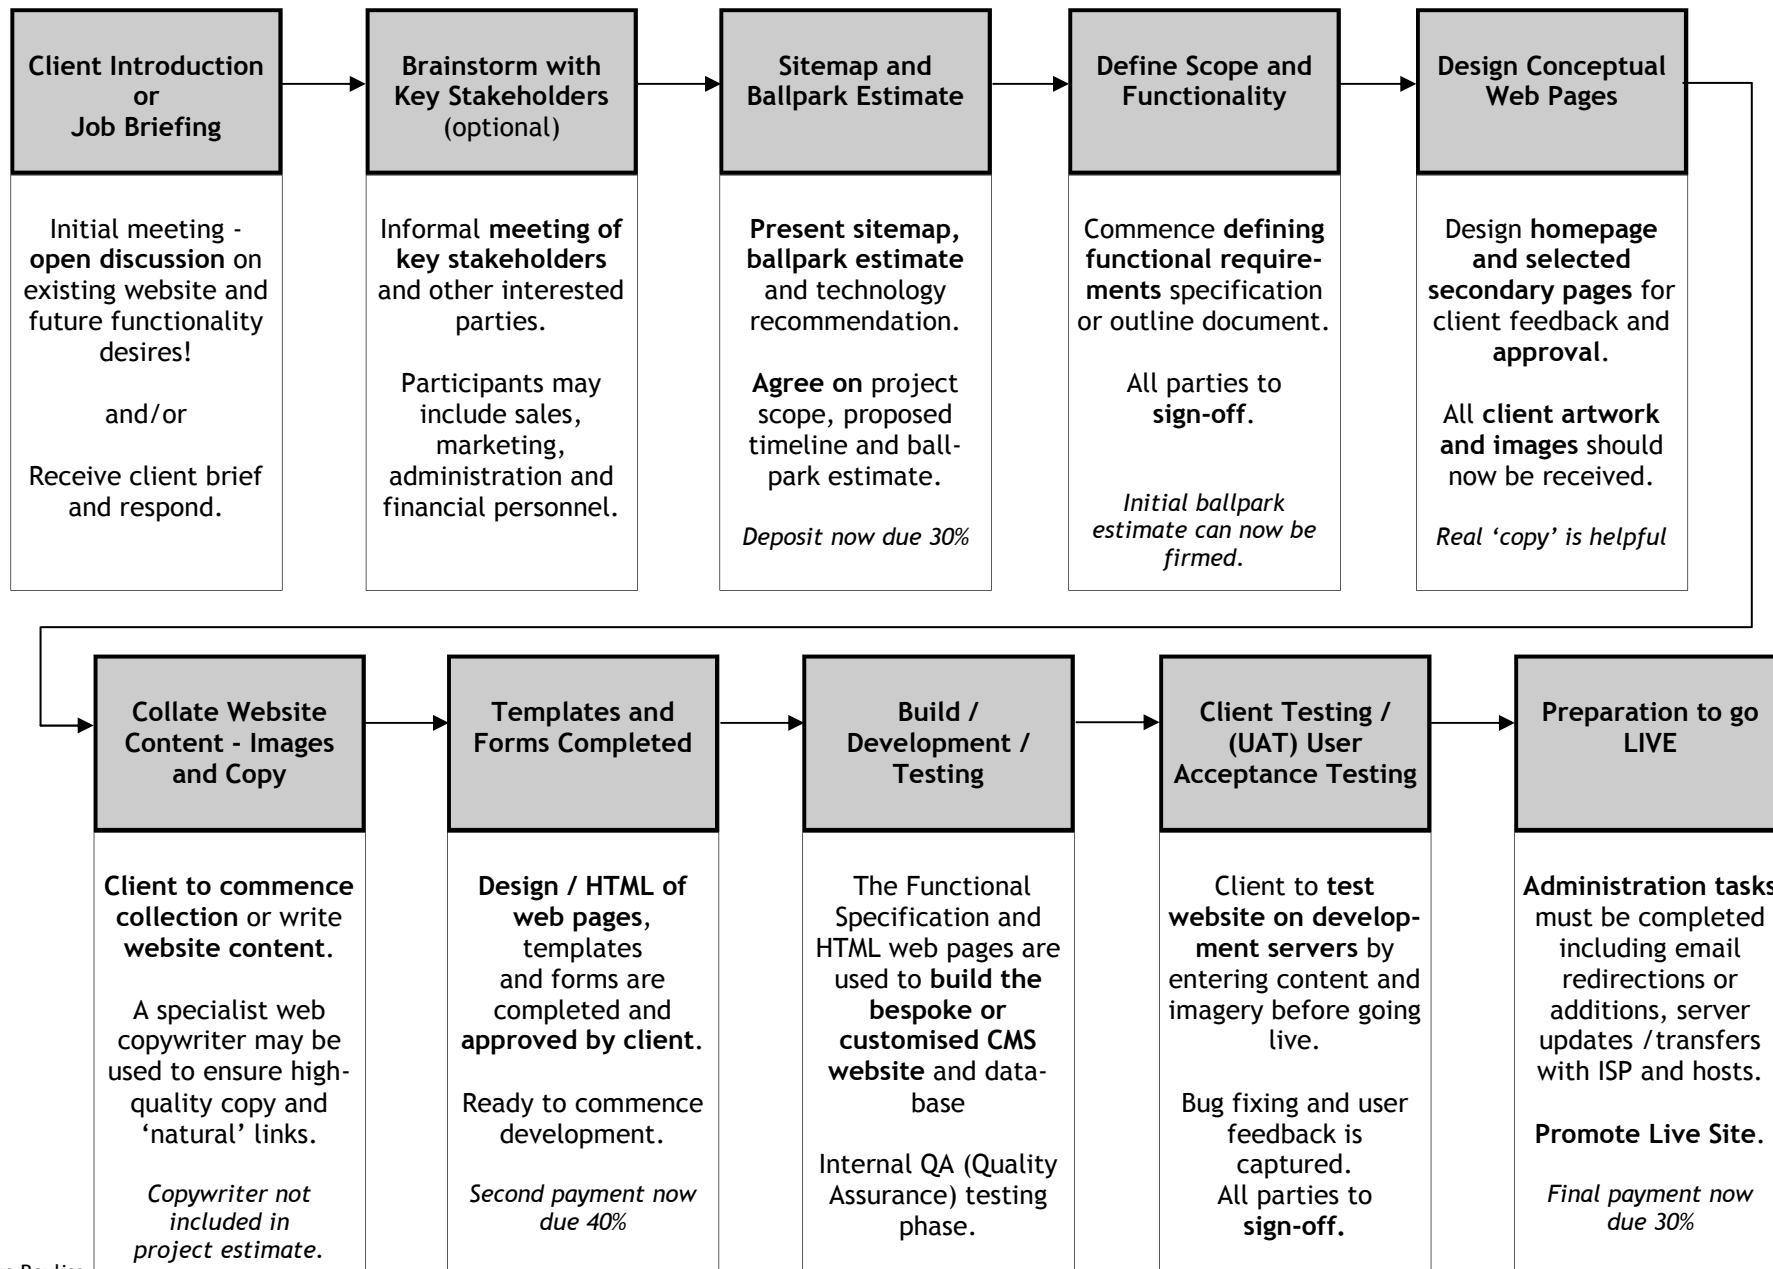 Client Introduction
or
Job Briefing
Initial meeting -
open discussion on
existing website and
future functionality
desires!
and/or
Receive client brief
and respond.
Brainstorm with
Key Stakeholders
(optional)
Informal meeting of
key stakeholders
and other interested
parties.
Participants may
include sales,
marketing,
administration and
financial personnel.
Sitemap and
Ballpark Estimate
Present sitemap,
ballpark estimate
and technology
recommendation.
Agree on project
scope, proposed
timeline and ball-
park estimate.
Deposit now due 30%
Define Scope and
Functionality
Commence defining
functional require-
ments specification
or outline document.
All parties to
sign-off.
Initial ballpark
estimate can now be
firmed.
Design Conceptual
Web Pages
Design homepage
and selected
secondary pages for
client feedback and
approval.
All client artwork
and images should
now be received.
Real ‘copy’ is helpful
Collate Website
Content - Images
and Copy
Client to commence
collection or write
website content.
A specialist web
copywriter may be
used to ensure high-
quality copy and
‘natural’ links.
Copywriter not
included in
project estimate.
Templates and
Forms Completed
Design / HTML of
web pages,
templates
and forms are
completed and
approved by client.
Ready to commence
development.
Second payment now
due 40%
Build /
Development /
Testing
The Functional
Specification and
HTML web pages are
used to build the
bespoke or
customised CMS
website and data-
base
Internal QA (Quality
Assurance) testing
phase.
Client Testing /
(UAT) User
Acceptance Testing
Client to test
website on develop-
ment servers by
entering content and
imagery before going
live.
Bug fixing and user
feedback is
captured.
All parties to
sign-off.
Preparation to go
LIVE
Administration tasks
must be completed
including email
redirections or
additions, server
updates /transfers
with ISP and hosts.
Promote Live Site.
Final payment now
due 30%